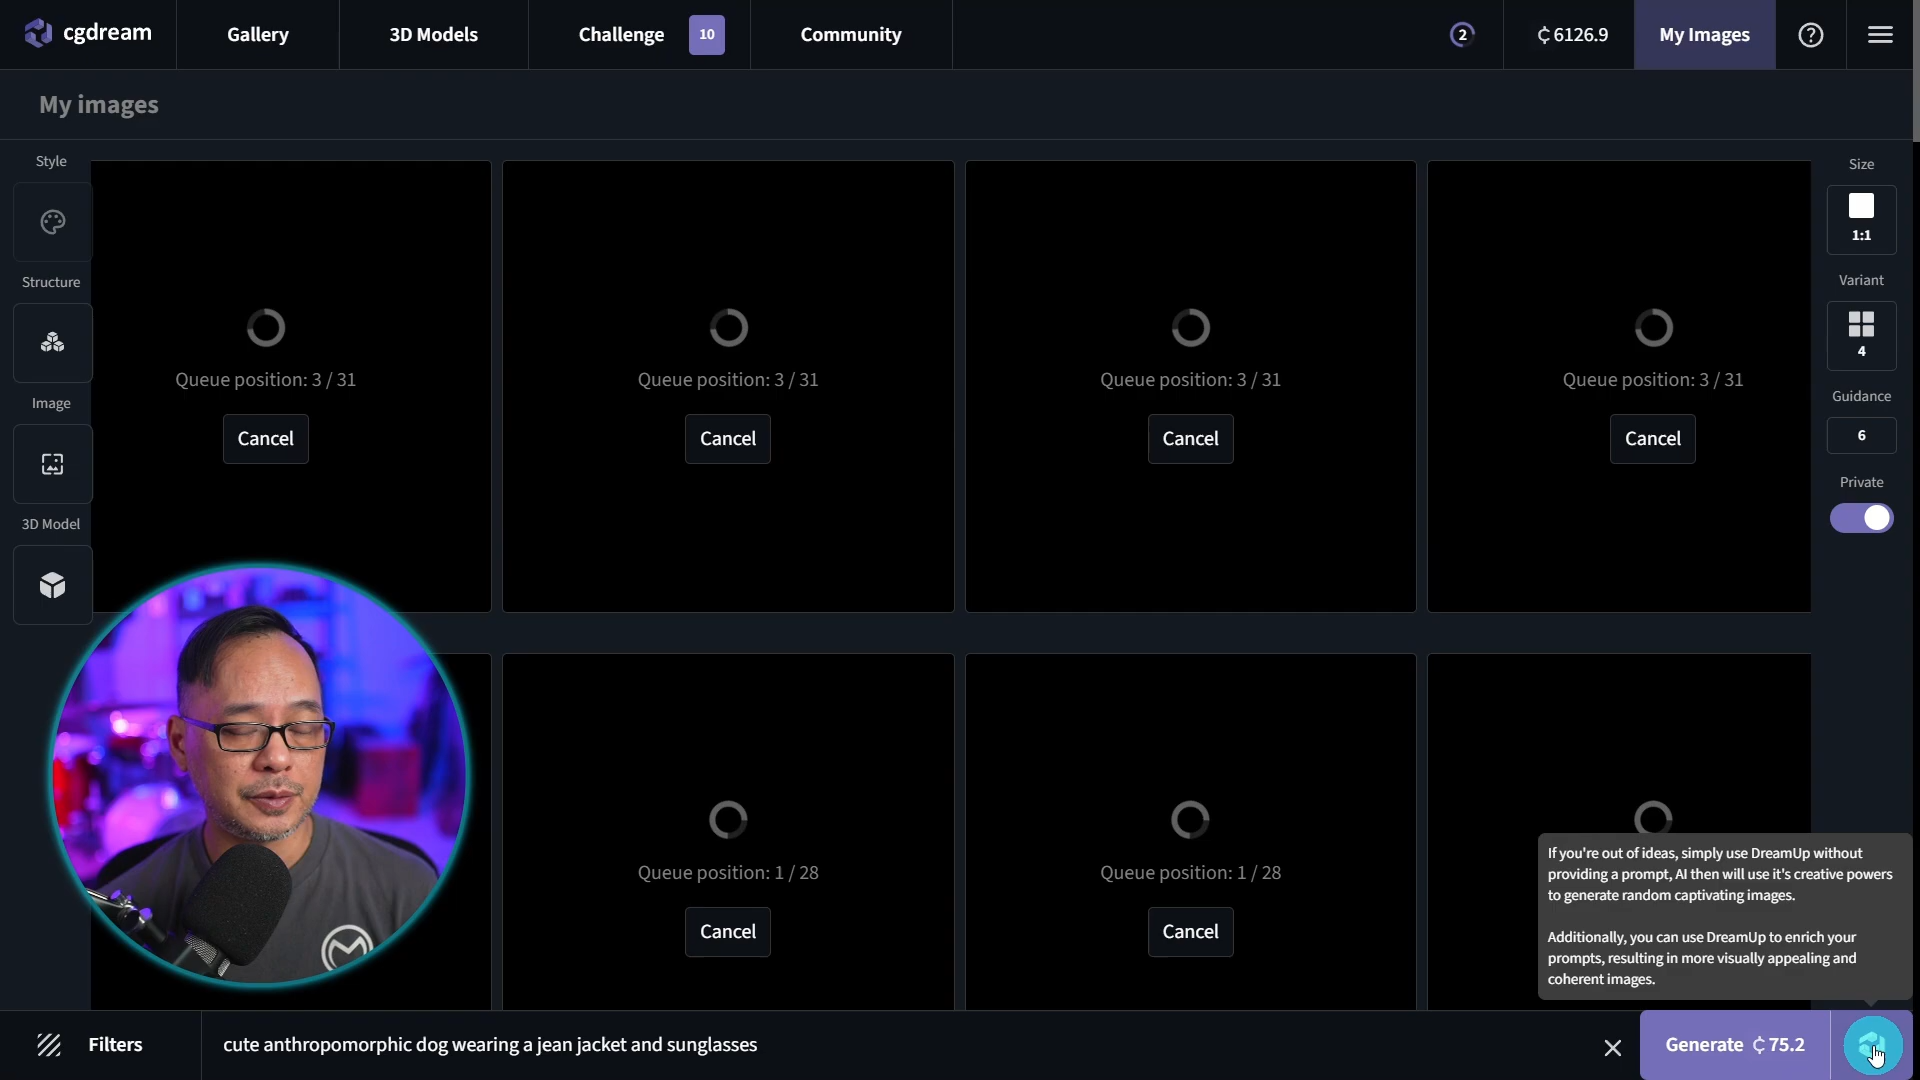 cgdream
Gallery
3D Models
Challenge
10
Community
2
₵ 6126.9
My Images
My images
Style
Structure
Image
3D Model
Queue position: 3 / 31
Cancel
Queue position: 3 / 31
Cancel
Queue position: 3 / 31
Cancel
Queue position: 3 / 31
Cancel
Size
1:1
Variant
4
Guidance
6
Private
Queue position: 1 / 28
Cancel
Queue position: 1 / 28
Cancel
If you're out of ideas, simply use DreamUp without
providing a prompt, AI then will use it's creative powers
to generate random captivating images.
Additionally, you can use DreamUp to enrich your
prompts, resulting in more visually appealing and
coherent images.
Filters
cute anthropomorphic dog wearing a jean jacket and sunglasses
Generate ₵ 75.2